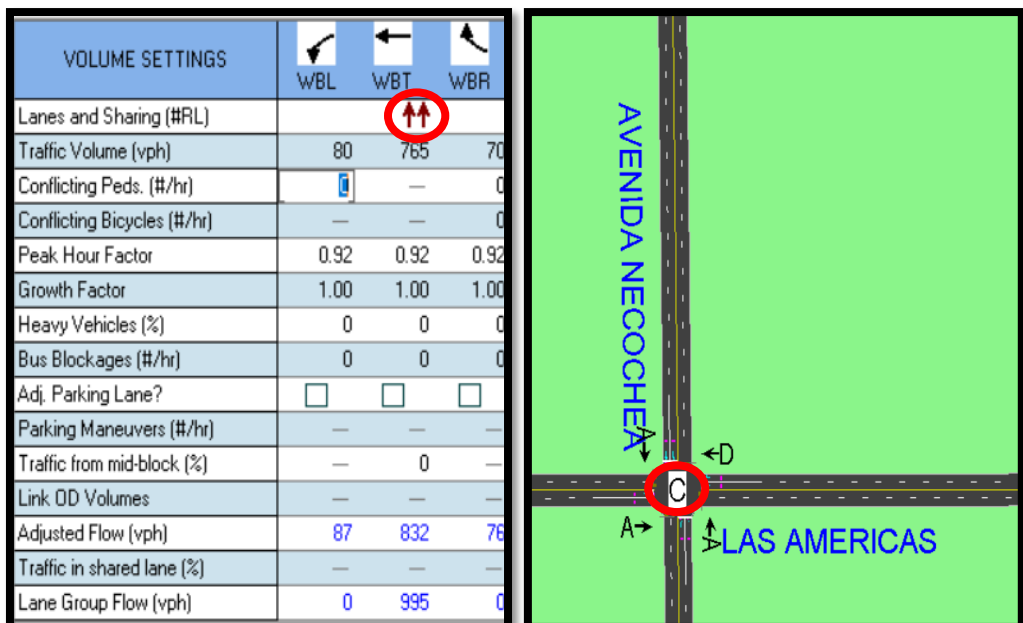 VOLUME SETTINGS
WBL WBT WBR
Lanes and Sharing (#RL)
Traffic Volume (vph) 80 765 70
Conflicting Peds. (#/hr) 0 — 0
Conflicting Bicycles (#/hr) — — 0
Peak Hour Factor 0.92 0.92 0.92
Growth Factor 1.00 1.00 1.00
Heavy Vehicles (%) 0 0 0
Bus Blockages (#/hr) 0 0 0
Adj. Parking Lane?
Parking Maneuvers (#/hr) — — —
Traffic from mid-block (%) — 0 —
Link OD Volumes — — —
Adjusted Flow (vph) 87 832 76
Traffic in shared lane (%) — — —
Lane Group Flow (vph) 0 995 0
AVENIDA NECOCHEA
A
D
C
A
A
LAS AMERICAS